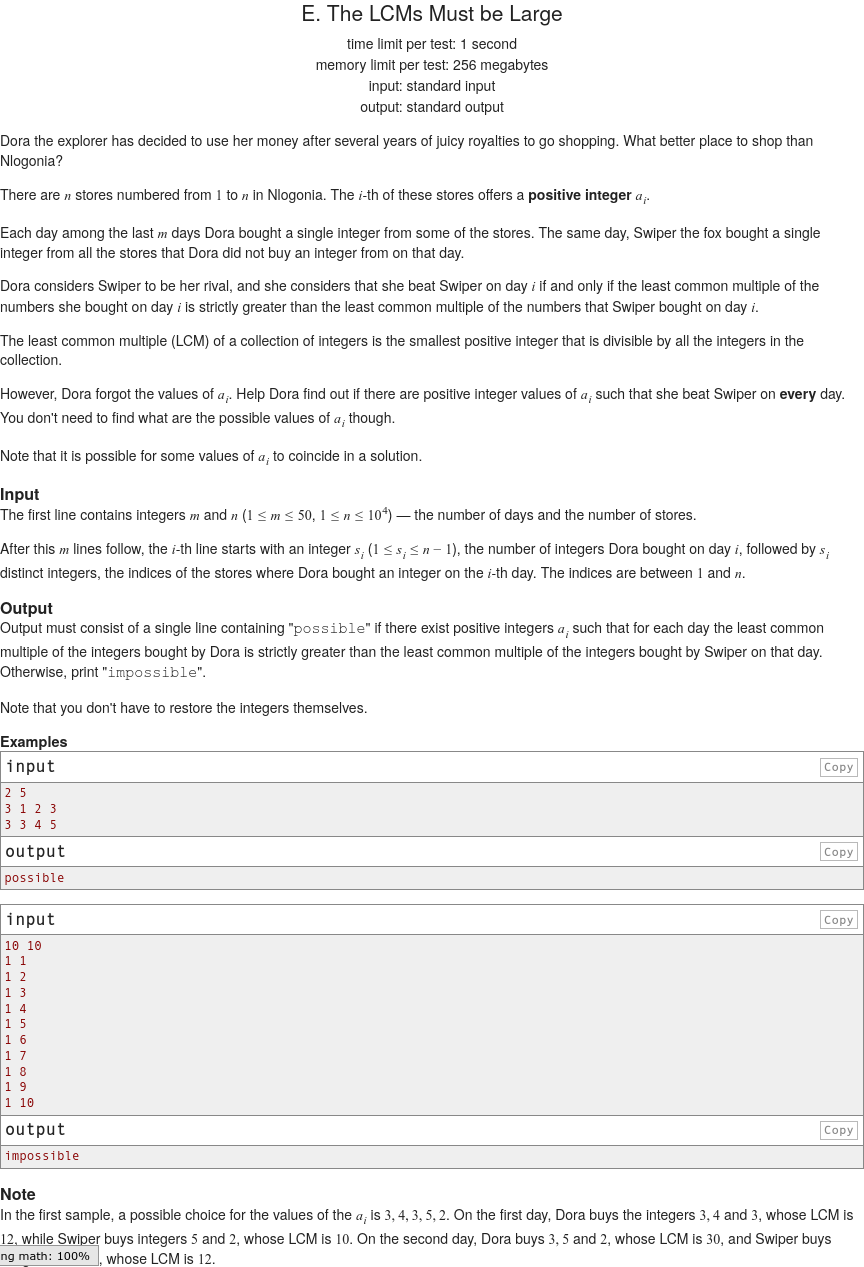 E. The LCMs Must be Large
time limit per test: 1 second
memory limit per test: 256 megabytes
input: standard input
output: standard output
Dora the explorer has decided to use her money after several years of juicy royalties to go shopping. What better place to shop than
Nlogonia?
There are n stores numbered from 1 to n in Nlogonia. The i-th of these stores offers a positive integer a_i.
Each day among the last m days Dora bought a single integer from some of the stores. The same day, Swiper the fox bought a single
integer from all the stores that Dora did not buy an integer from on that day.
Dora considers Swiper to be her rival, and she considers that she beat Swiper on day i if and only if the least common multiple of the
numbers she bought on day i is strictly greater than the least common multiple of the numbers that Swiper bought on day i.
The least common multiple (LCM) of a collection of integers is the smallest positive integer that is divisible by all the integers in the
collection.
However, Dora forgot the values of a_i. Help Dora find out if there are positive integer values of a_i such that she beat Swiper on every day.
You don't need to find what are the possible values of a_i though.
Note that it is possible for some values of a_i to coincide in a solution.
Input
The first line contains integers m and n (1 ≤ m ≤ 50, 1 ≤ n ≤ 10^4) — the number of days and the number of stores.
After this m lines follow, the i-th line starts with an integer s_i (1 ≤ s_i ≤ n − 1), the number of integers Dora bought on day i, followed by s_i
distinct integers, the indices of the stores where Dora bought an integer on the i-th day. The indices are between 1 and n.
Output
Output must consist of a single line containing "possible" if there exist positive integers a_i such that for each day the least common
multiple of the integers bought by Dora is strictly greater than the least common multiple of the integers bought by Swiper on that day.
Otherwise, print "impossible".
Note that you don't have to restore the integers themselves.
Examples
input Copy
2 5
3 1 2 3
3 3 4 5
output Copy
possible
input Copy
10 10
1 1
1 2
1 3
1 4
1 5
1 6
1 7
1 8
1 9
1 10
output Copy
impossible
Note
In the first sample, a possible choice for the values of the a_i is 3, 4, 3, 5, 2. On the first day, Dora buys the integers 3, 4 and 3, whose LCM is
12, while Swiper buys integers 5 and 2, whose LCM is 10. On the second day, Dora buys 3, 5 and 2, whose LCM is 30, and Swiper buys
ng math: 100% , whose LCM is 12.